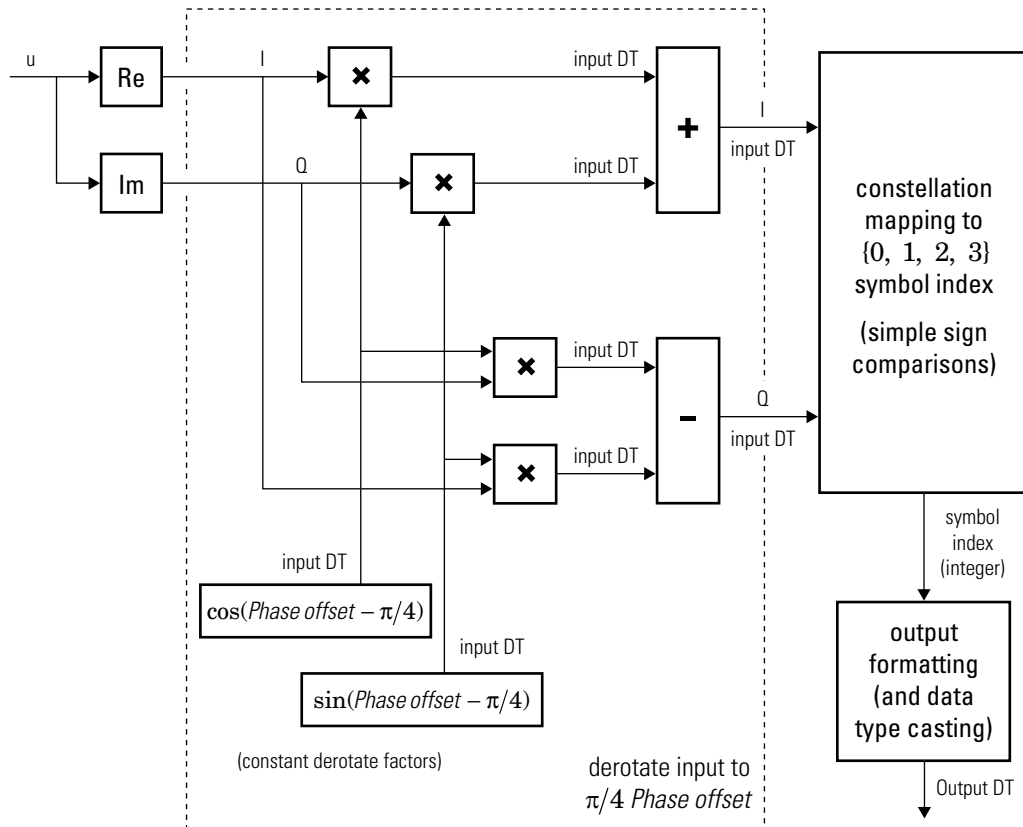 u
Re
I
×
input DT
+
I
input DT
Im
Q
×
input DT
constellation
mapping to
{0, 1, 2, 3}
symbol index
(simple sign
comparisons)
×
input DT
−
Q
input DT
×
input DT
symbol
index
(integer)
input DT
cos(Phase offset − π/4)
input DT
sin(Phase offset − π/4)
output
formatting
(and data
type casting)
(constant derotate factors)
derotate input to
π/4 Phase offset
Output DT